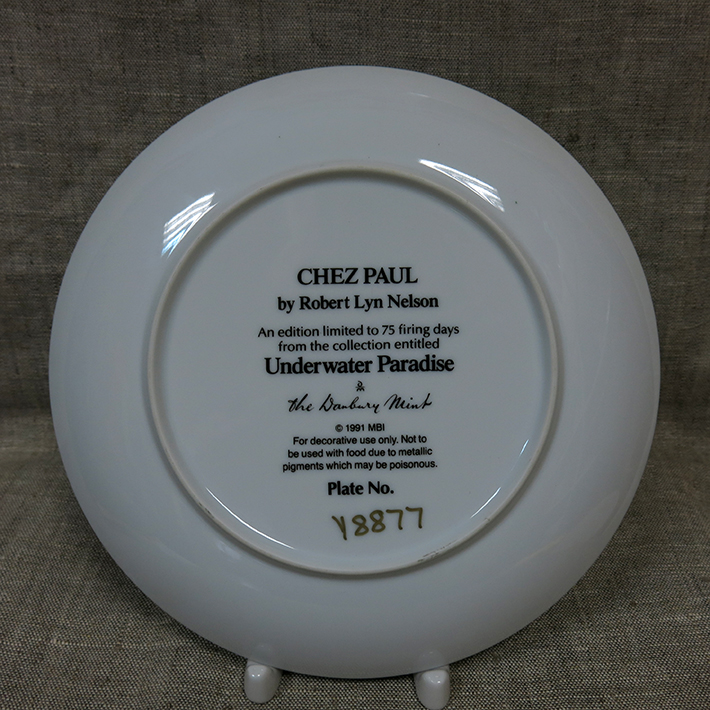 CHEZ PAUL
by Robert Lyn Nelson
An edition limited to 75 firing days
from the collection entitled
Underwater Paradise
The Danbury Mint
© 1991 MBI
For decorative use only. Not to
be used with food due to metallic
pigments which may be poisonous.
Plate No.
Y8877